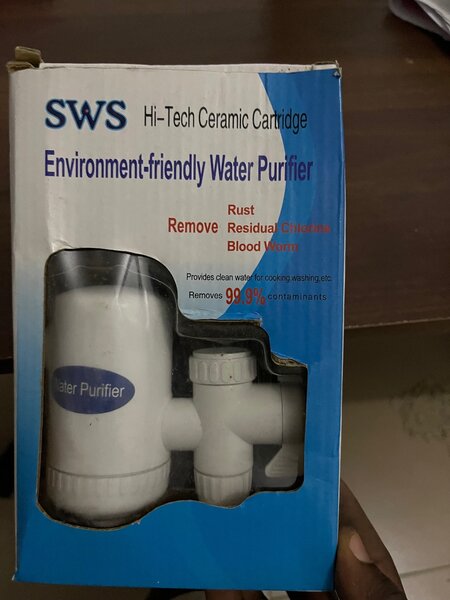 SWS Hi-Tech Ceramic Cartridge
Environment-friendly Water Purifier
Remove Rust
Residual Chlorine
Blood Worm
Provides clean water for cooking,washing,etc.
Removes 99.9% contaminants
Water Purifier